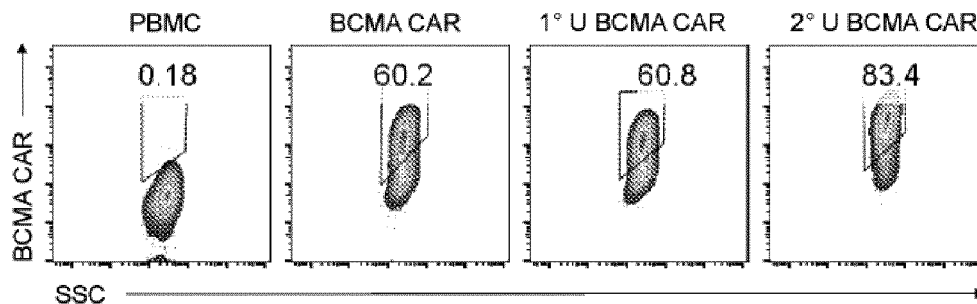 PBMC
BCMA CAR
1° U BCMA CAR
2° U BCMA CAR
0.18
60.2
60.8
83.4
BCMA CAR
SSC